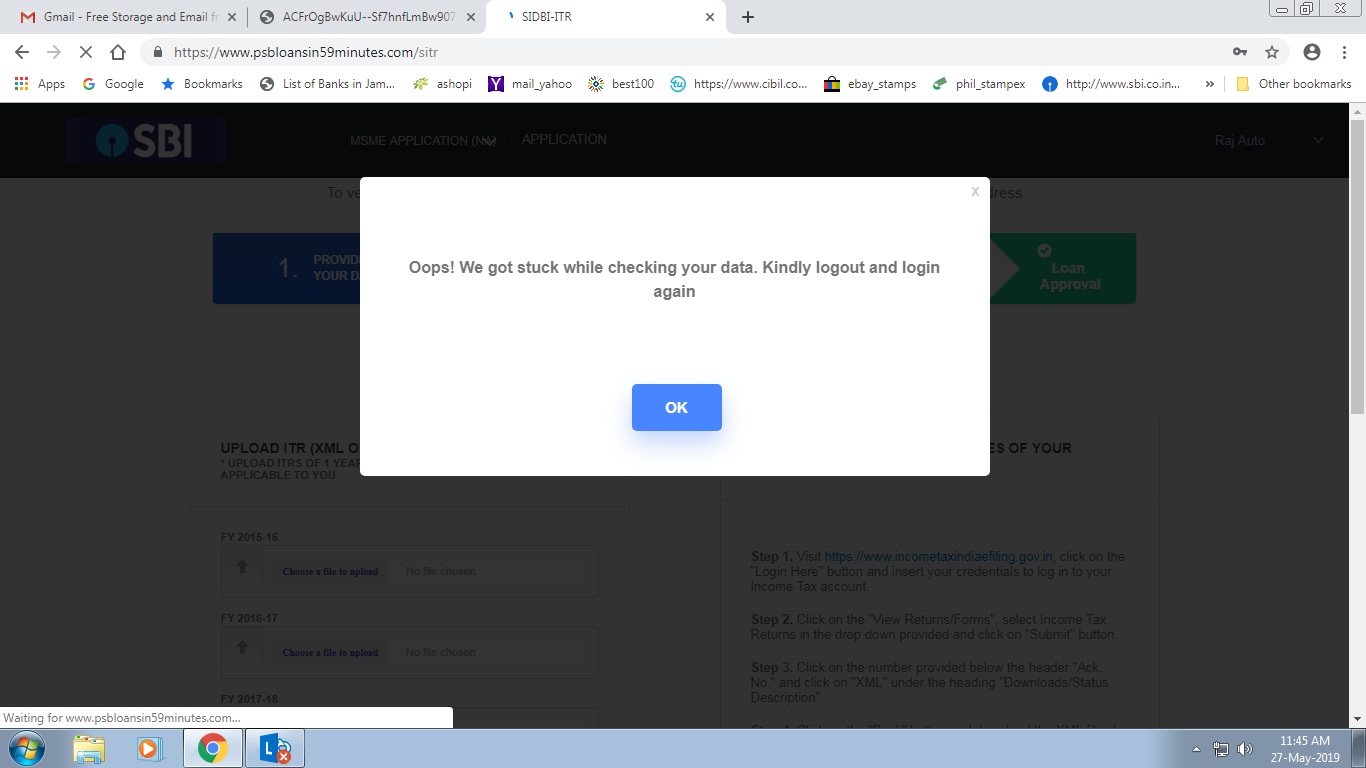 Gmail - Free Storage and Email fr
ACFrOgBwKuU--Sf7hnfLmBw907
SIDBI-ITR
https://www.psbloansin59minutes.com/sitr
Apps
Google
Bookmarks
List of Banks in Jam...
ashopi
mail_yahoo
best100
https://www.cibil.co...
ebay_stamps
phil_stampex
http://www.sbi.co.in...
Other bookmarks
SBI
MSME APPLICATION
APPLICATION
Raj Auto
To ve
dress
X
1.
PROVID
YOUR D
Loan
Approval
Oops! We got stuck while checking your data. Kindly logout and login
again
OK
UPLOAD ITR (XML O
* UPLOAD ITRS OF 1 YEAR
APPLICABLE TO YOU
FY 2015-16
Choose a file to upload
No file chosen
FY 2016-17
Choose a file to upload
No file chosen
FY 2017-18
ES OF YOUR
Step 1. Visit https://www.incometaxindiaefiling.gov.in, click on the
"Login Here" button and insert your credentials to log in to your
Income Tax account.
Step 2. Click on the "View Returns/Forms", select Income Tax
Returns in the drop down provided and click on "Submit" button.
Step 3. Click on the number provided below the header "Ack.
No." and click on "XML" under the heading "Downloads/Status
Description".
Waiting for www.psbloansin59minutes.com...
11:45 AM
27-May-2019